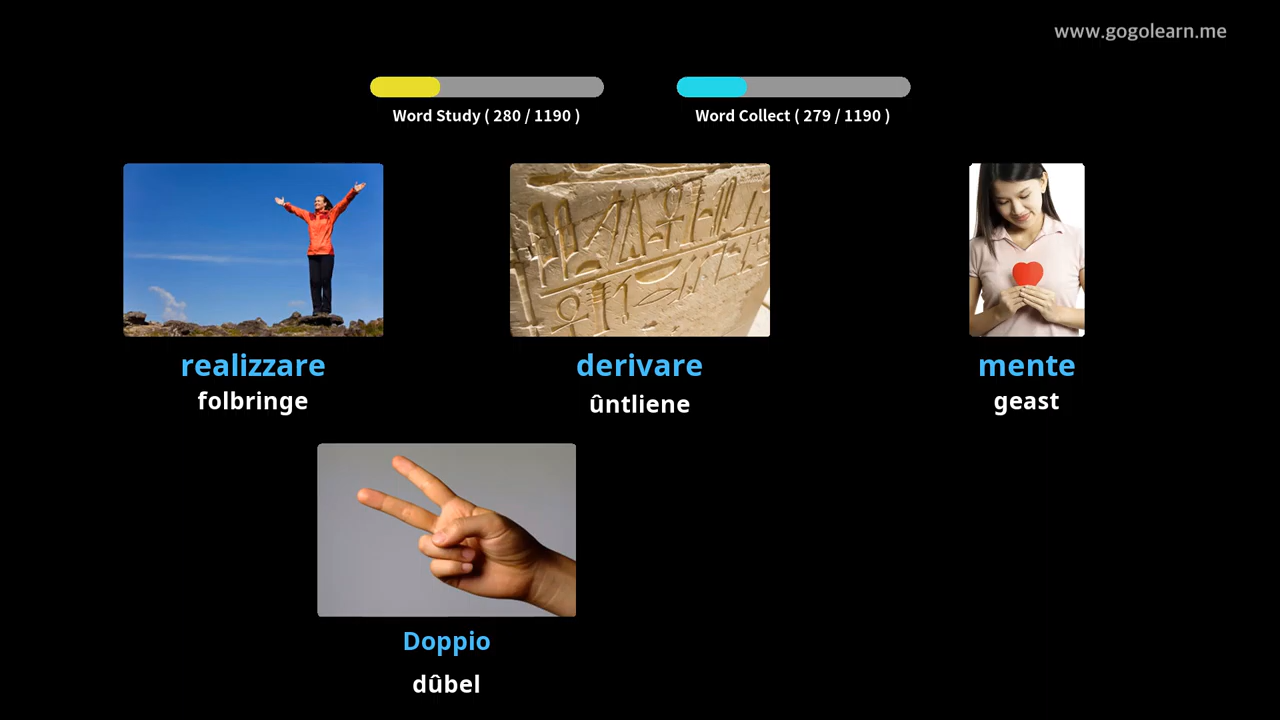 www.gogolearn.me
Word Study ( 280 / 1190 )
Word Collect ( 279 / 1190 )
realizzare
derivare
mente
folbringe
ûntliene
geast
Doppio
dûbel